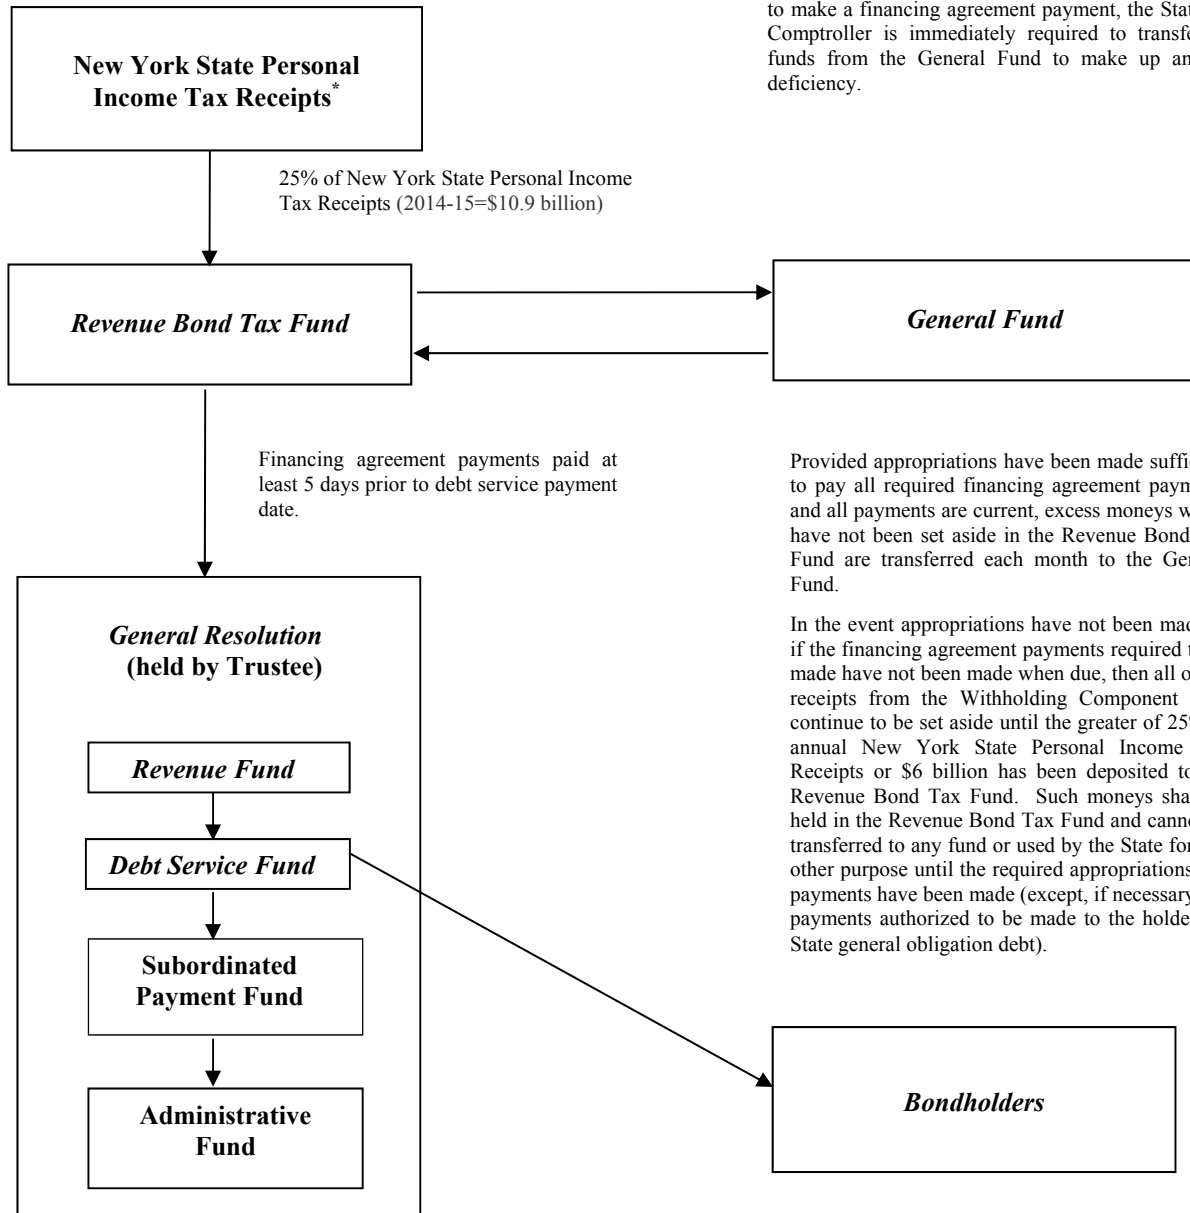 to make a financing agreement payment, the Stat
Comptroller is immediately required to transfe
funds from the General Fund to make up an
deficiency.
New York State Personal
Income Tax Receipts*
25% of New York State Personal Income
Tax Receipts (2014-15=$10.9 billion)
Revenue Bond Tax Fund
General Fund
Financing agreement payments paid at
least 5 days prior to debt service payment
date.
Provided appropriations have been made suffic
to pay all required financing agreement paym
and all payments are current, excess moneys w
have not been set aside in the Revenue Bond
Fund are transferred each month to the Gen
Fund.
In the event appropriations have not been mad
if the financing agreement payments required t
made have not been made when due, then all o
receipts from the Withholding Component
continue to be set aside until the greater of 25%
annual New York State Personal Income
Receipts or $6 billion has been deposited to
Revenue Bond Tax Fund. Such moneys sha
held in the Revenue Bond Tax Fund and canno
transferred to any fund or used by the State for
other purpose until the required appropriations
payments have been made (except, if necessary
payments authorized to be made to the holde
State general obligation debt).
General Resolution
(held by Trustee)
Revenue Fund
Debt Service Fund
Subordinated
Payment Fund
Administrative
Fund
Bondholders